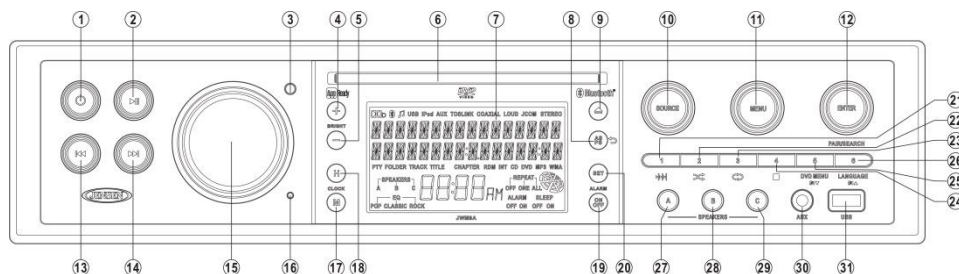 1 2 3 4 5 6 7 8 9 10 11 12
App Ready
DVD VIDEO
Bluetooth
SOURCE
MENU
ENTER
BRIGHT
USB iPod AUX TOSLINK COAXIAL LOUD JCOM STEREO
PTY FOLDER TRACK TITLE CHAPTER RDM INT CD DVD MP3 WMA
SPEAKERS
A B C
REPEAT
OFF ONE ALL
EQ
POP CLASSIC ROCK
88:88 AM
ALARM SLEEP
OFF ON OFF ON
JWM8A
H
CLOCK
M
SET
ALARM
ON OFF
PAIR/SEARCH
1 2 3 4 5 6
DVD MENU
LANGUAGE
A B C
SPEAKERS
AUX
USB
JENSEN
21
22
23
26
25
24
13 14 15 16 17 18 19 20 27 28 29 30 31